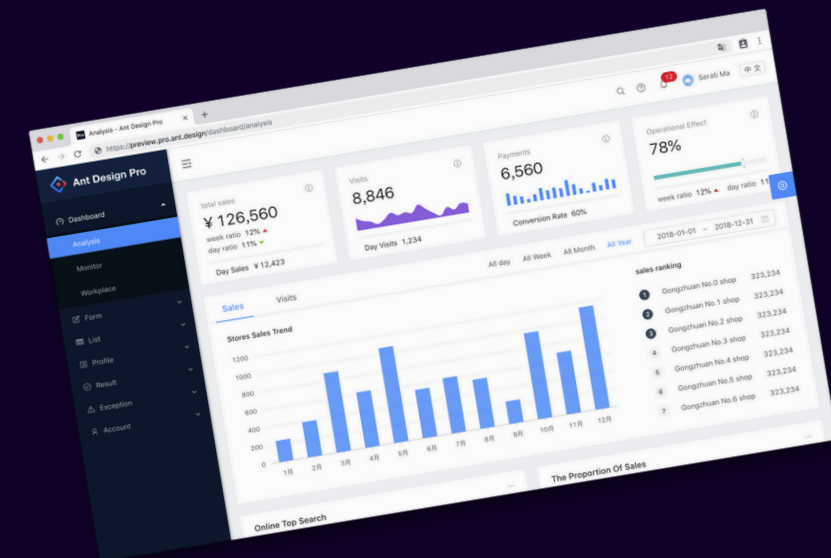 Analysis - Ant Design Pro
https://preview.pro.ant.design/dashboard/analysis
12
Serati Ma
中 文
Ant Design Pro
Dashboard
Analysis
Monitor
Workplace
Form
List
Profile
Result
Exception
Account
total sales
¥ 126,560
week ratio 12%
day ratio 11%
Day Sales ¥ 12,423
Visits
8,846
Day Visits 1,234
Payments
6,560
Conversion Rate 60%
Operational Effect
78%
week ratio 12% day ratio 11
Sales Visits
All day All Week All Month All Year 2018-01-01 ~ 2018-12-31
Stores Sales Trend
1200
1000
800
600
400
200
0
1月 2月 3月 4月 5月 6月 7月 8月 9月 10月 11月 12月
sales ranking
1 Gongzhuan No.0 shop 323,234
2 Gongzhuan No.1 shop 323,234
3 Gongzhuan No.2 shop 323,234
4 Gongzhuan No.3 shop 323,234
5 Gongzhuan No.4 shop 323,234
6 Gongzhuan No.5 shop 323,234
7 Gongzhuan No.6 shop 323,234
Online Top Search
The Proportion Of Sales